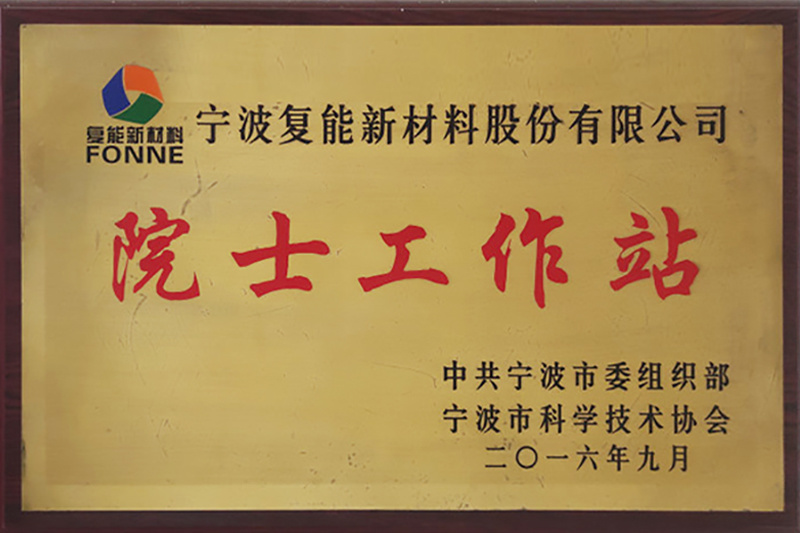 复能新材料
FONNE
宁波复能新材料股份有限公司
院士工作站
中共宁波市委组织部
宁波市科学技术协会
二〇一六年九月